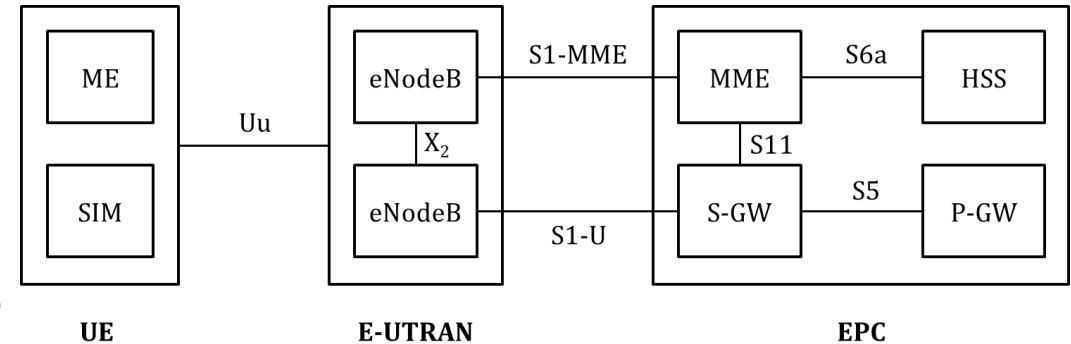 S1-MME
S6a
ME
eNodeB
MME
HSS
Uu
X₂
S11
SIM
eNodeB
S-GW
S5
P-GW
S1-U
UE
E-UTRAN
EPC